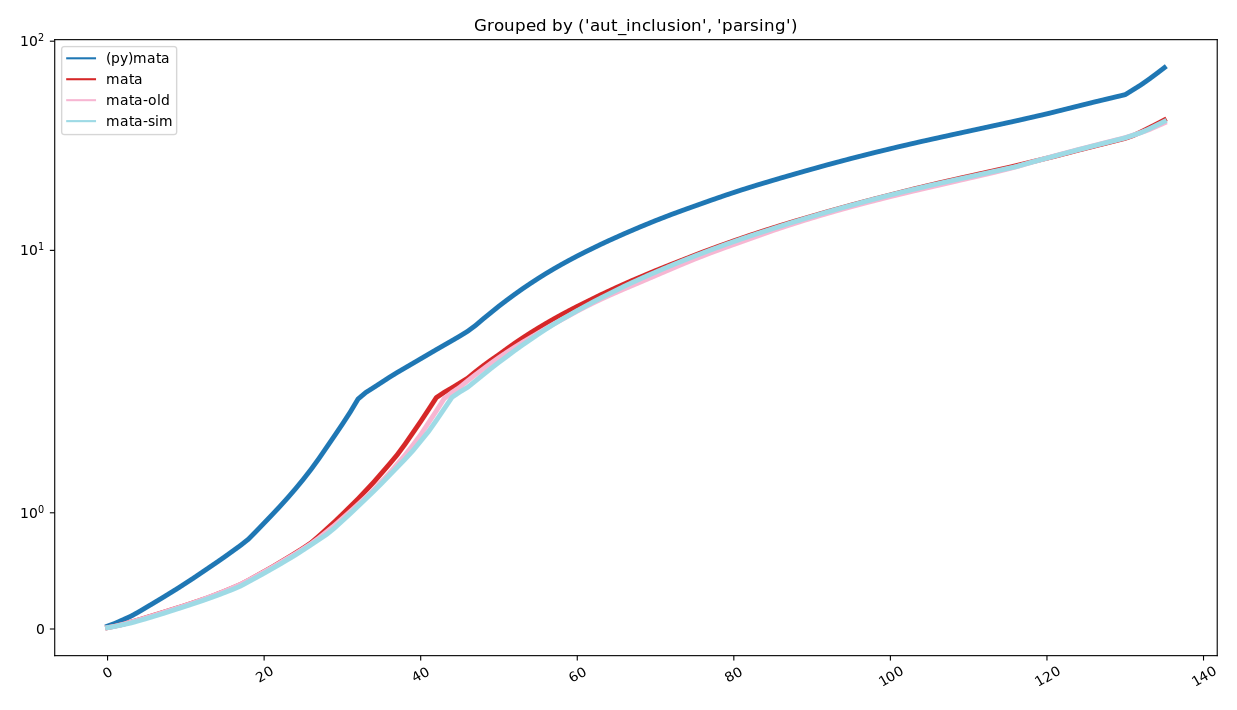 Grouped by ('aut_inclusion', 'parsing')
10²
(py)mata
mata
mata-old
mata-sim
10¹
10⁰
0
0
20
40
60
80
100
120
140